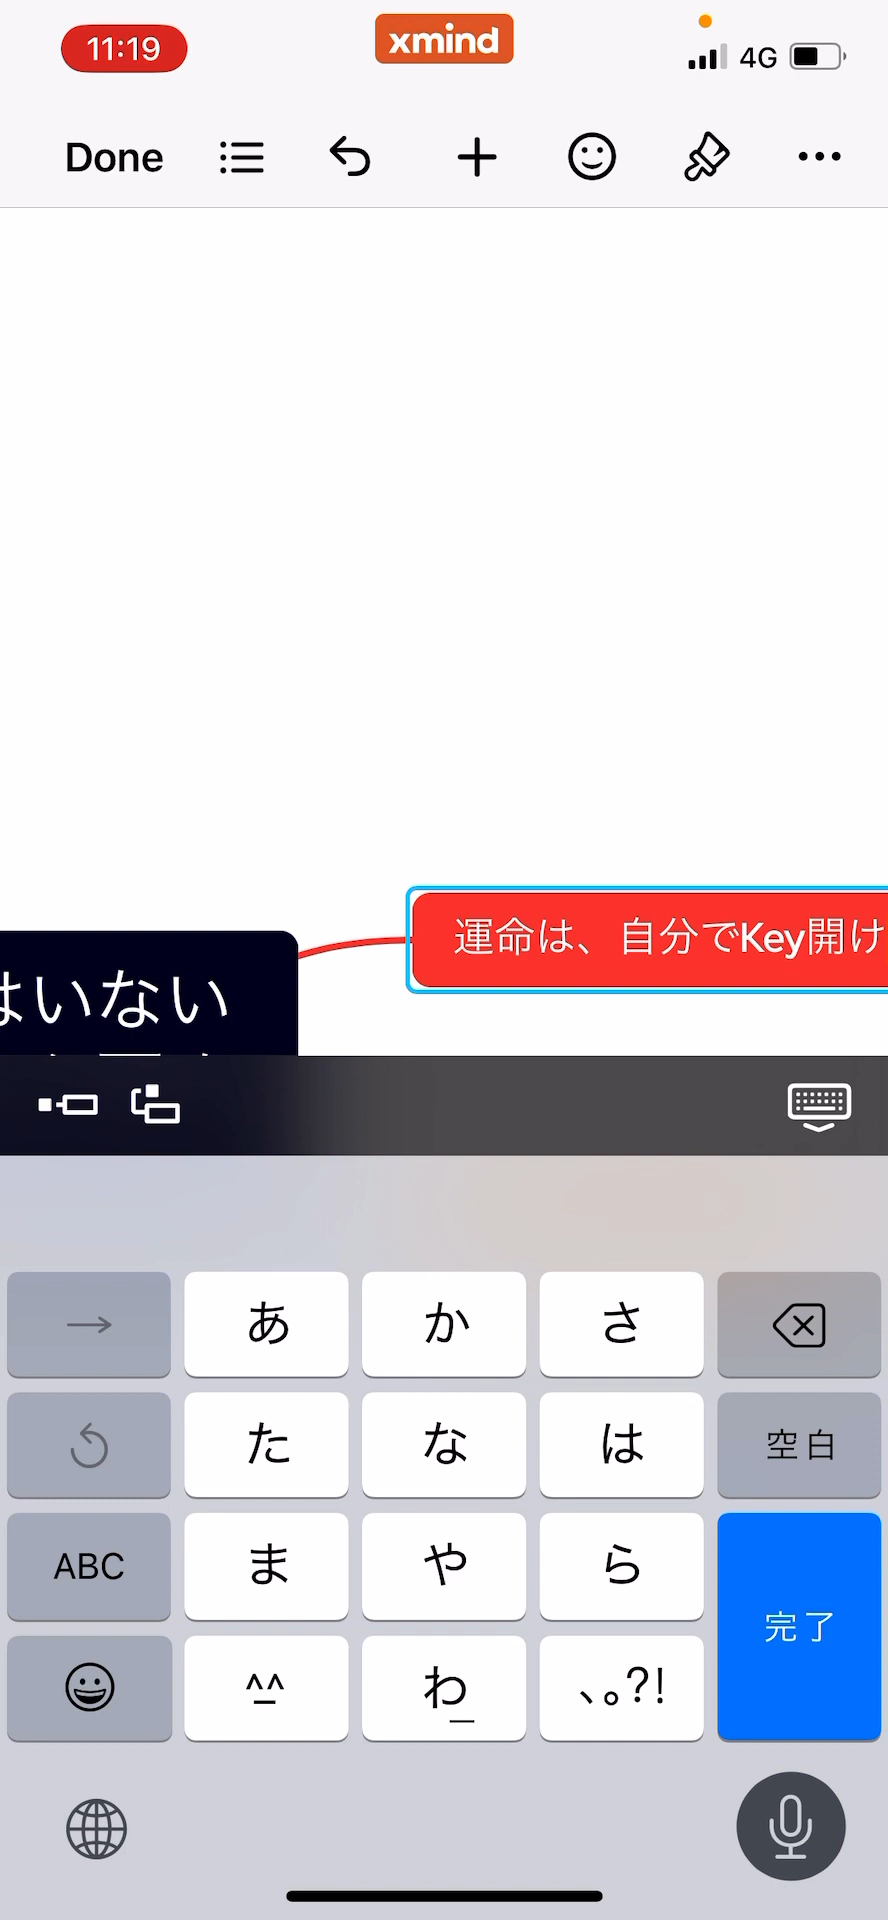 11:19
xmind
4G
Done
運命は、自分でKey開け
はいない
あ
か
さ
た
な
は
空白
ABC
ま
や
ら
完了
^^
わ
、。?!